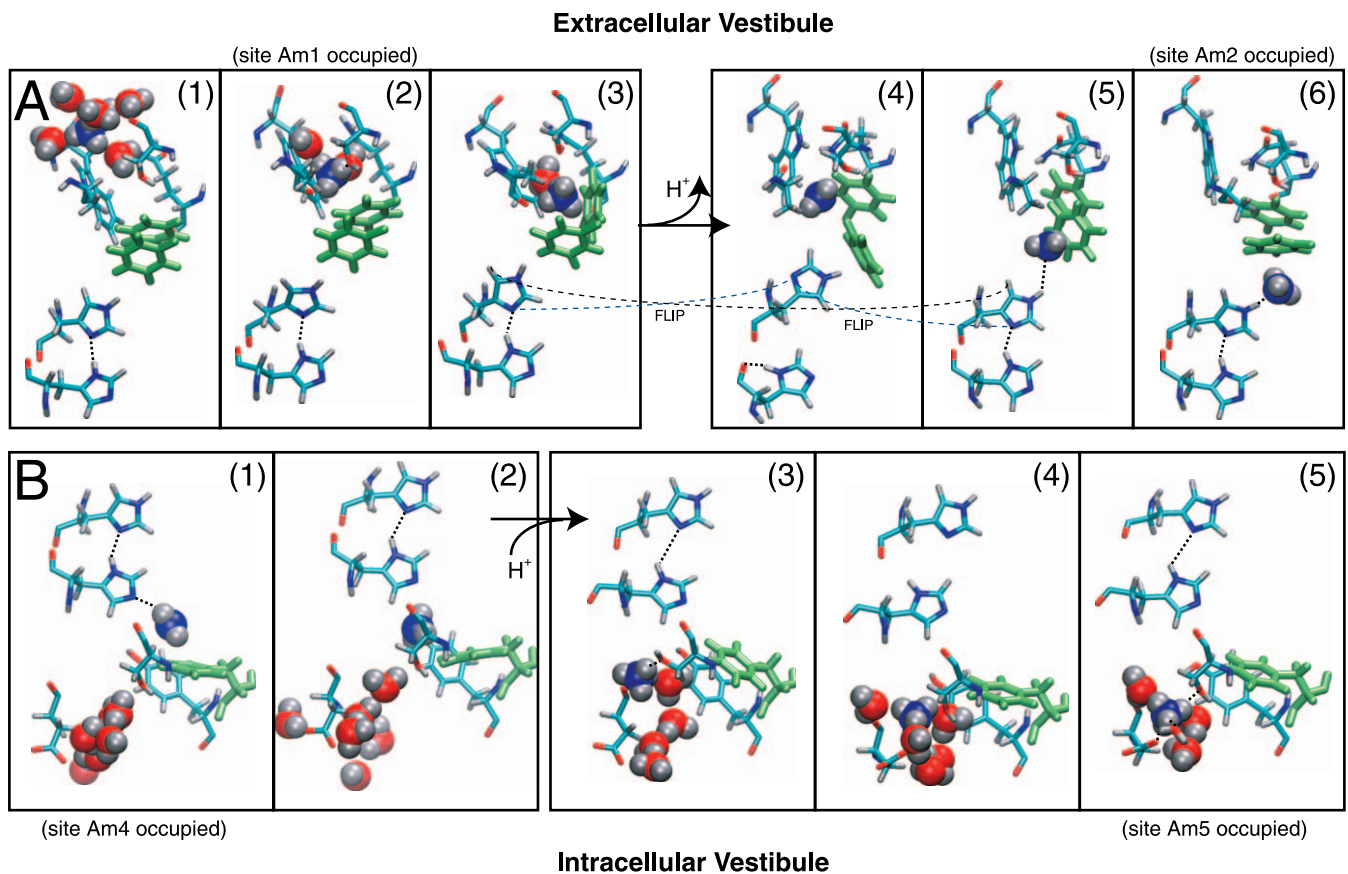 Extracellular Vestibule
(site Am1 occupied)
(site Am2 occupied)
A
(1)
(2)
(3)
H+
(4)
(5)
(6)
FLIP
FLIP
B
(1)
(2)
H+
(3)
(4)
(5)
(site Am4 occupied)
(site Am5 occupied)
Intracellular Vestibule